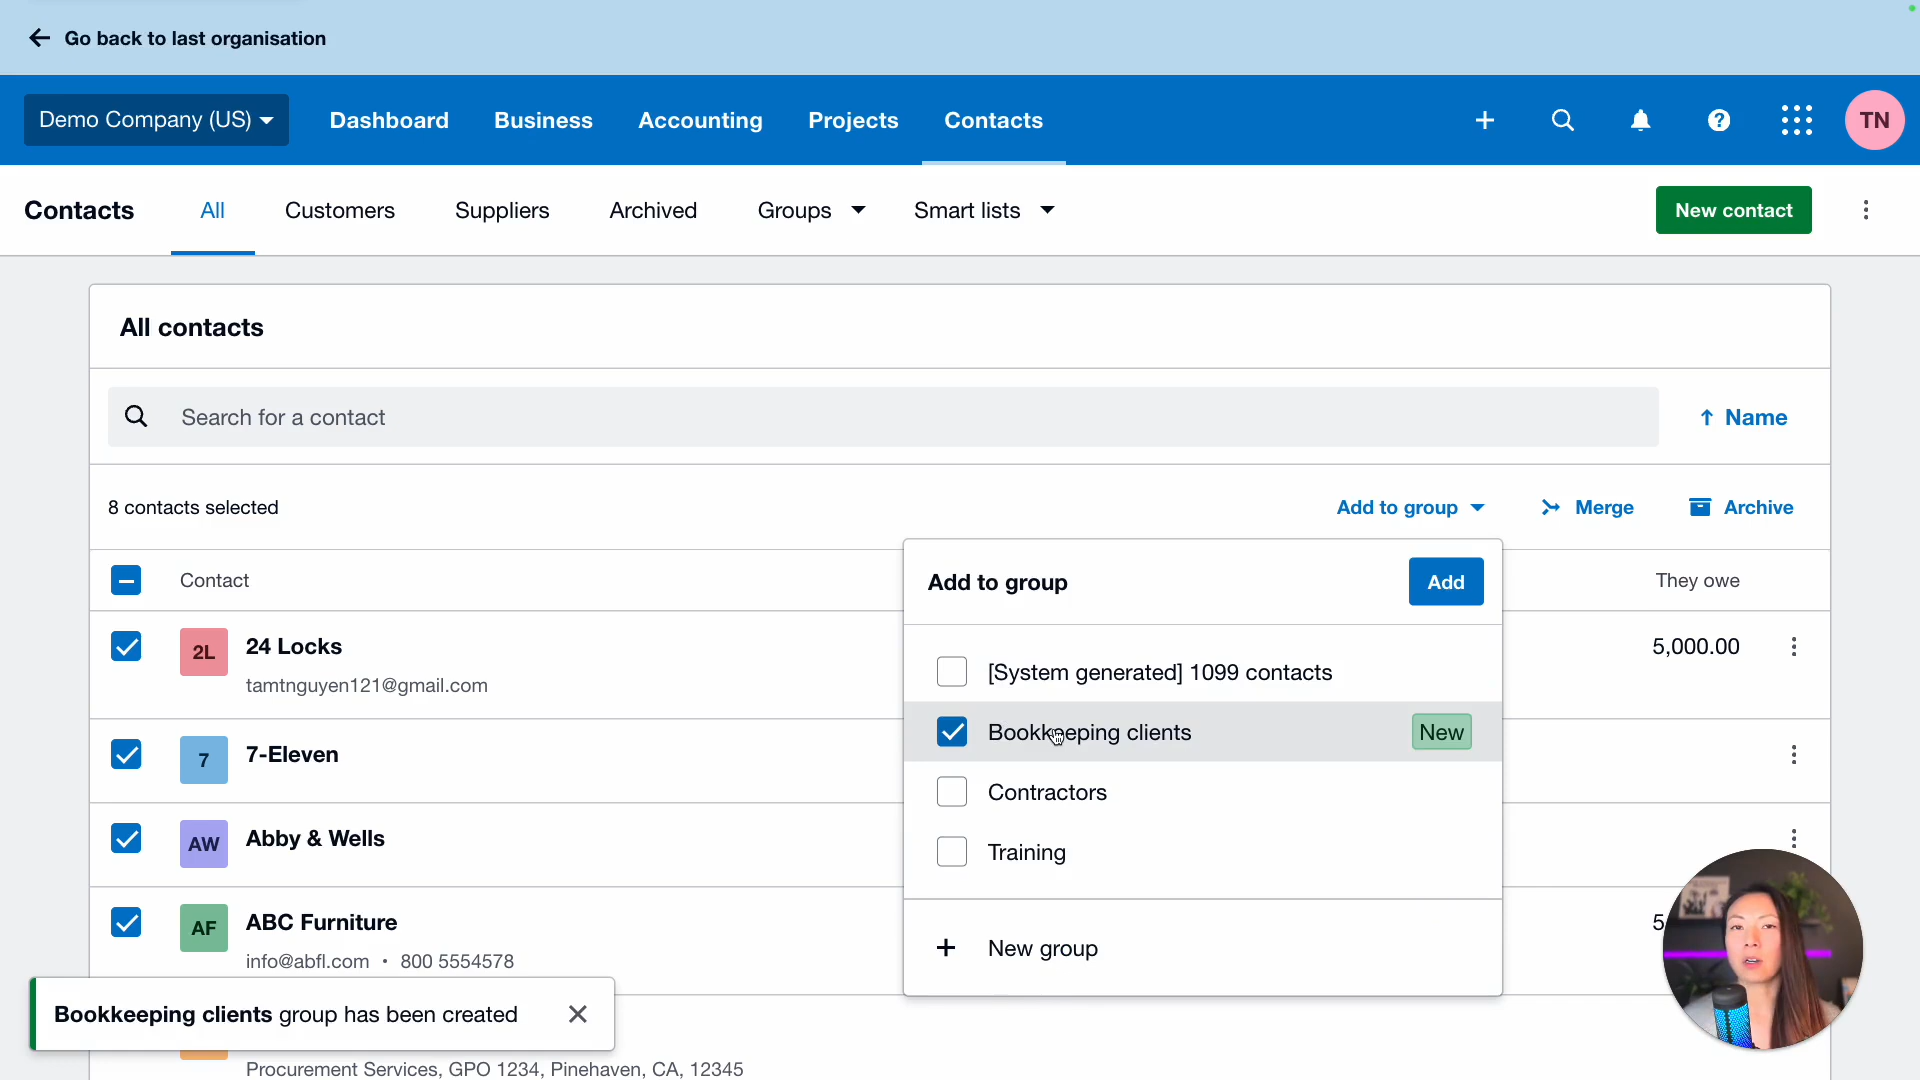 Go back to last organisation
Demo Company (US)
Dashboard
Business
Accounting
Projects
Contacts
TN
Contacts
All
Customers
Suppliers
Archived
Groups
Smart lists
New contact
All contacts
Search for a contact
Name
8 contacts selected
Add to group
Merge
Archive
Contact
They owe
Add to group
Add
[System generated] 1099 contacts
Bookkeeping clients
New
Contractors
Training
New group
2L
24 Locks
tamtnguyen121@gmail.com
5,000.00
7
7-Eleven
AW
Abby & Wells
AF
ABC Furniture
info@abfl.com • 800 5554578
5
Bookkeeping clients group has been created
Procurement Services, GPO 1234, Pinehaven, CA, 12345